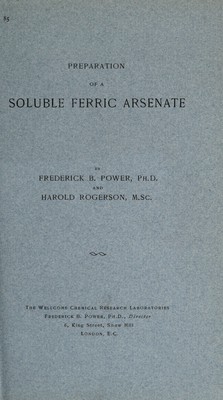 85
PREPARATION
OF A
SOLUBLE FERRIC ARSENATE
BY
FREDERICK B. POWER, PH.D.
AND
HAROLD ROGERSON, M.SC.
THE WELLCOME CHEMICAL RESEARCH LABORATORIES
FREDERICK B. POWER, PH.D., Director
6, KING STREET, SNOW HILL
LONDON, E.C.